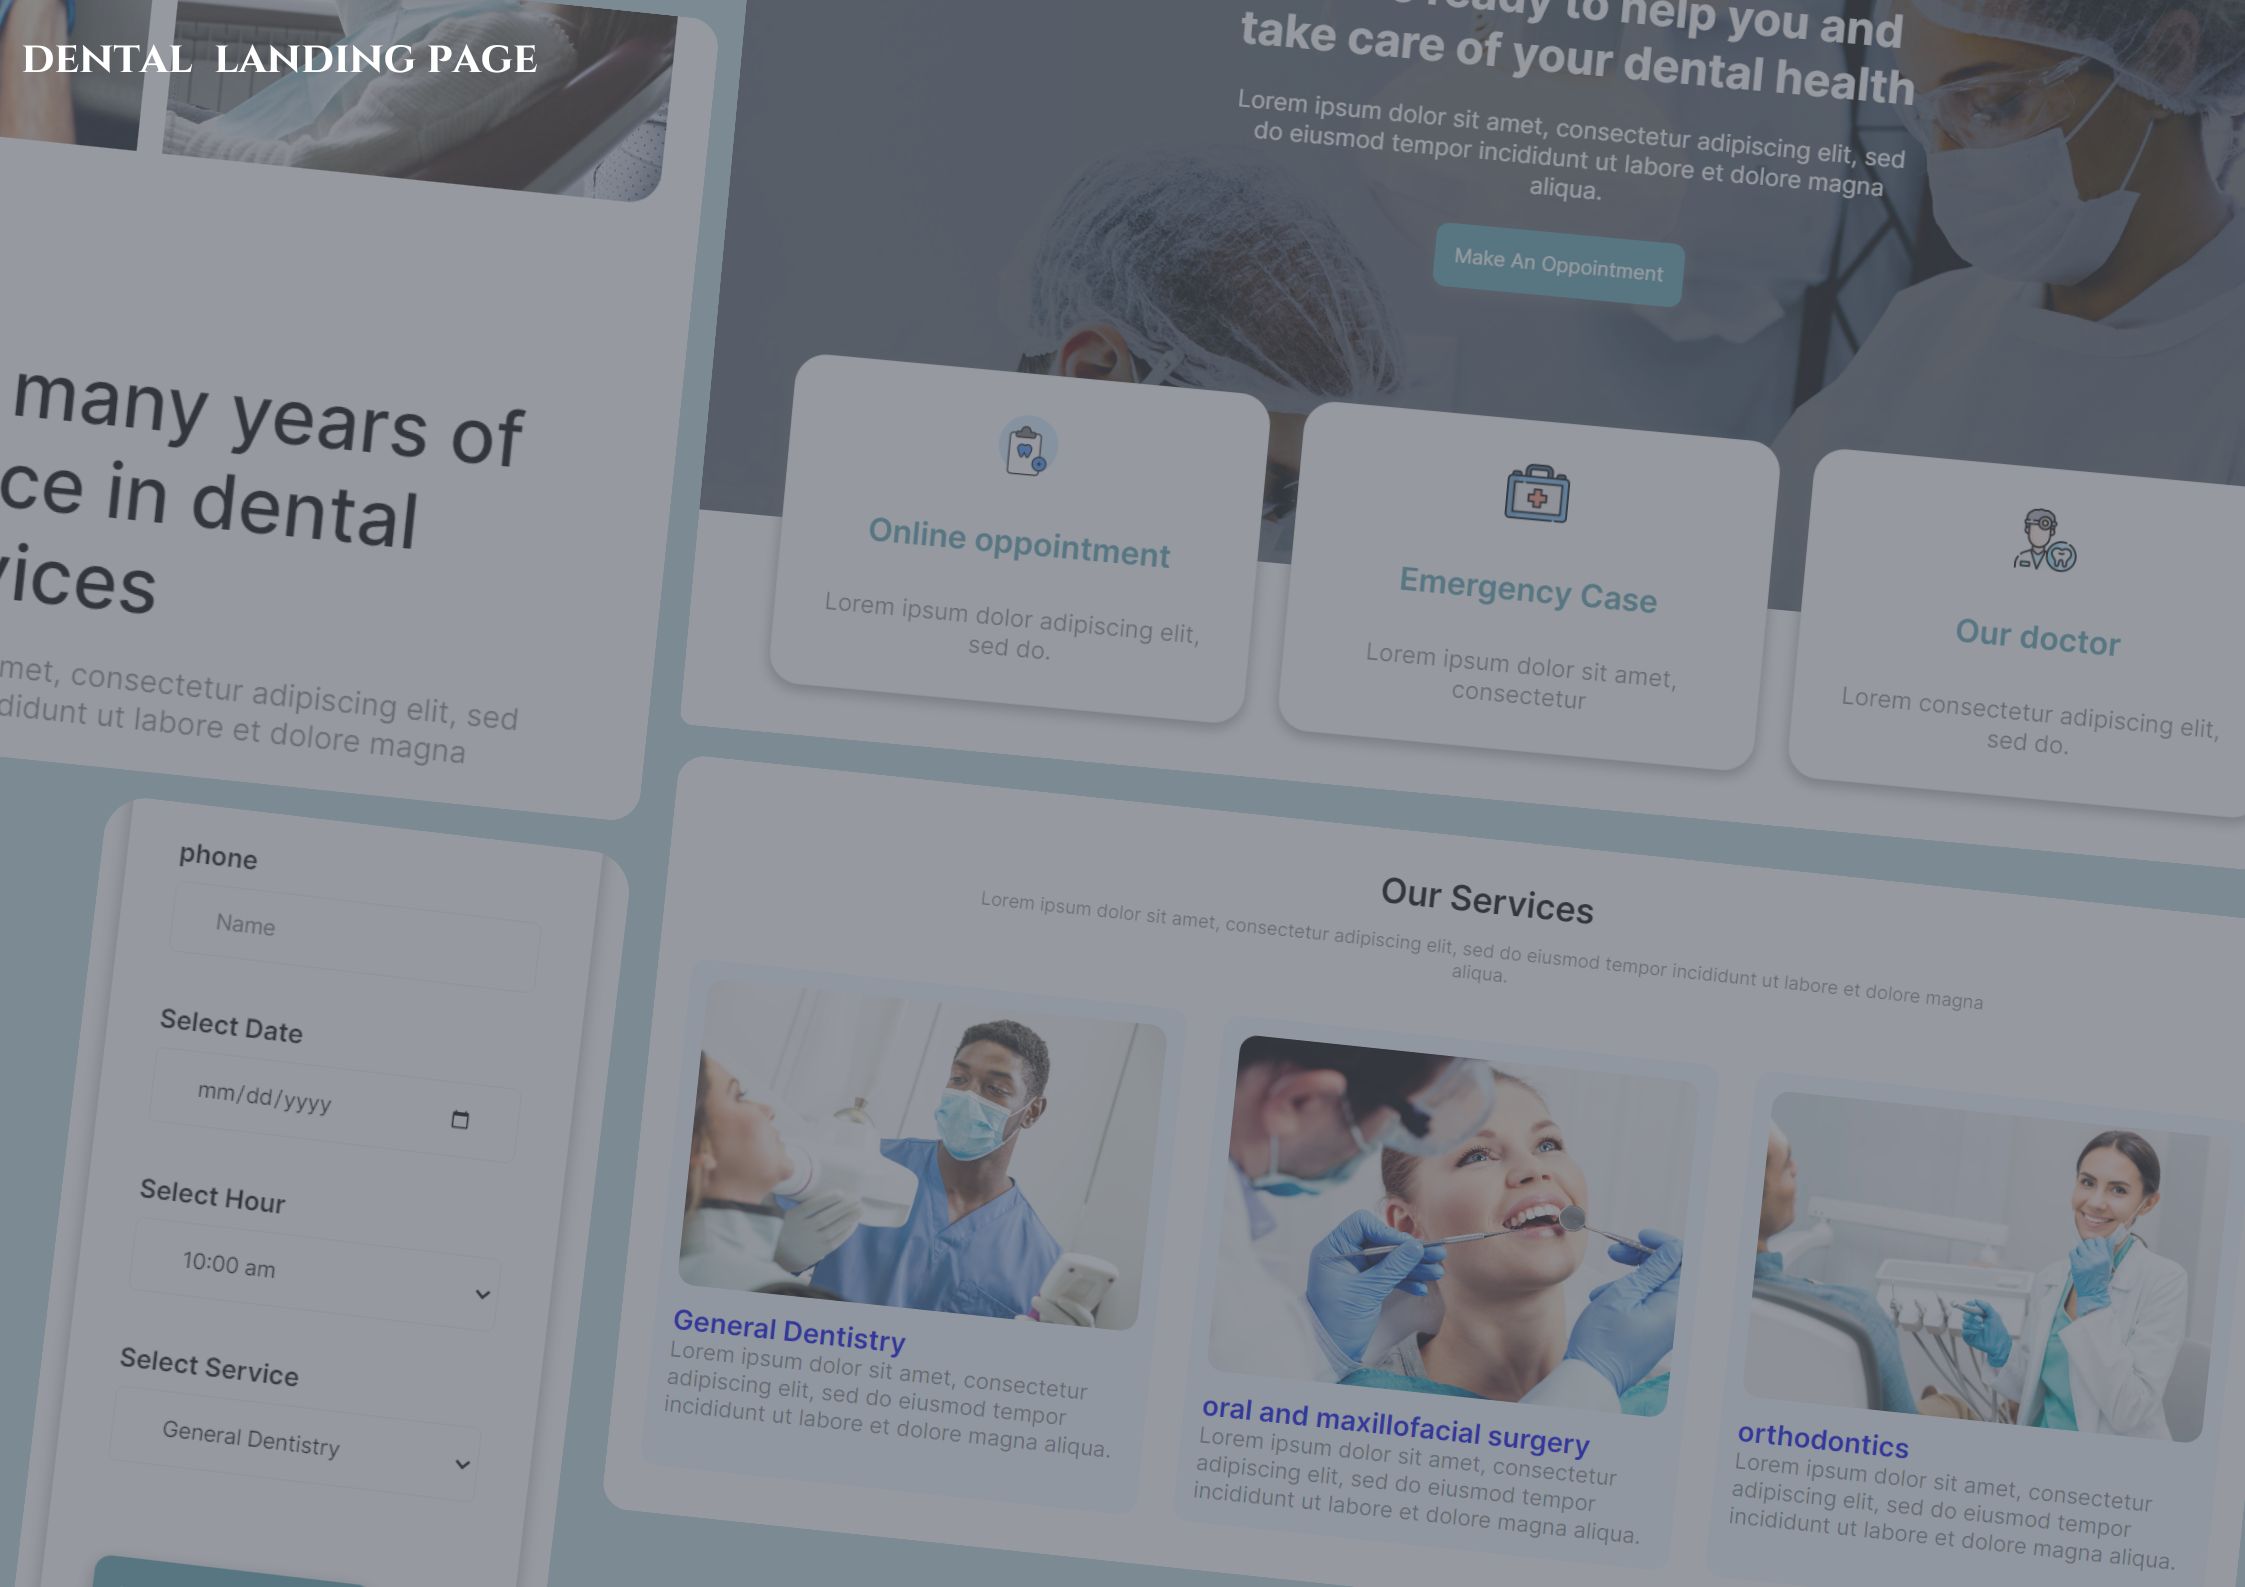 DENTAL LANDING PAGE
many years of
ce in dental
vices
met, consectetur adipiscing elit, sed
didunt ut labore et dolore magna
ready to help you and
take care of your dental health
Lorem ipsum dolor sit amet, consectetur adipiscing elit, sed
do eiusmod tempor incididunt ut labore et dolore magna
aliqua.
Make An Oppointment
Online oppointment
Lorem ipsum dolor adipiscing elit,
sed do.
Emergency Case
Lorem ipsum dolor sit amet,
consectetur
Our doctor
Lorem consectetur adipiscing elit,
sed do.
phone
Name
Select Date
mm/dd/yyyy
Select Hour
10:00 am
Select Service
General Dentistry
Our Services
Lorem ipsum dolor sit amet, consectetur adipiscing elit, sed do eiusmod tempor incididunt ut labore et dolore magna
aliqua.
General Dentistry
Lorem ipsum dolor sit amet, consectetur
adipiscing elit, sed do eiusmod tempor
incididunt ut labore et dolore magna aliqua.
oral and maxillofacial surgery
Lorem ipsum dolor sit amet, consectetur
adipiscing elit, sed do eiusmod tempor
incididunt ut labore et dolore magna aliqua.
orthodontics
Lorem ipsum dolor sit amet, consectetur
adipiscing elit, sed do eiusmod tempor
incididunt ut labore et dolore magna aliqua.